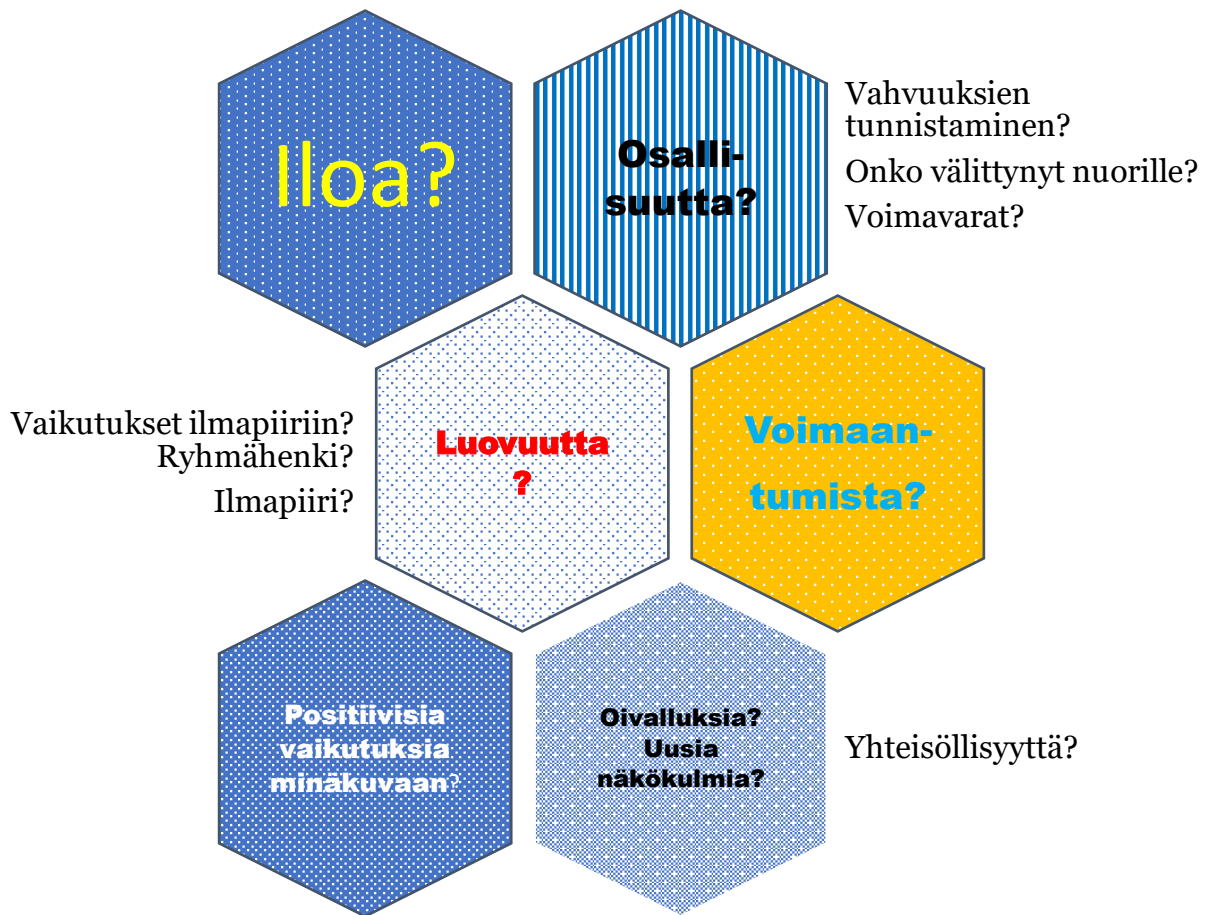 Iloa?
Osalli-
suutta?
Vahvuuksien
tunnistaminen?
Onko välittynyt nuorille?
Voimavarat?
Vaikutukset ilmapiiriin?
Ryhmähenki?
Ilmapiiri?
Luovuutta
?
Voimaan-
tumista?
Positiivisia
vaikutuksia
minäkuvaan?
Oivalluksia?
Uusia
näkökulmia?
Yhteisöllisyyttä?